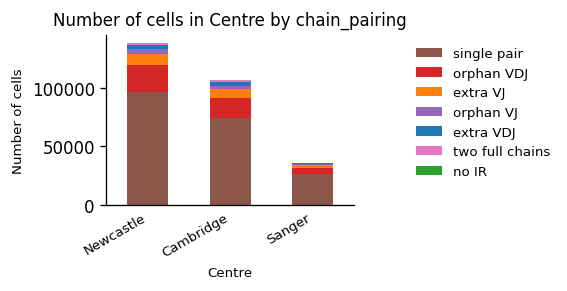 Number of cells in Centre by chain_pairing
Number of cells
100000
50000
0
Newcastle
Cambridge
Sanger
Centre
single pair
orphan VDJ
extra VJ
orphan VJ
extra VDJ
two full chains
no IR